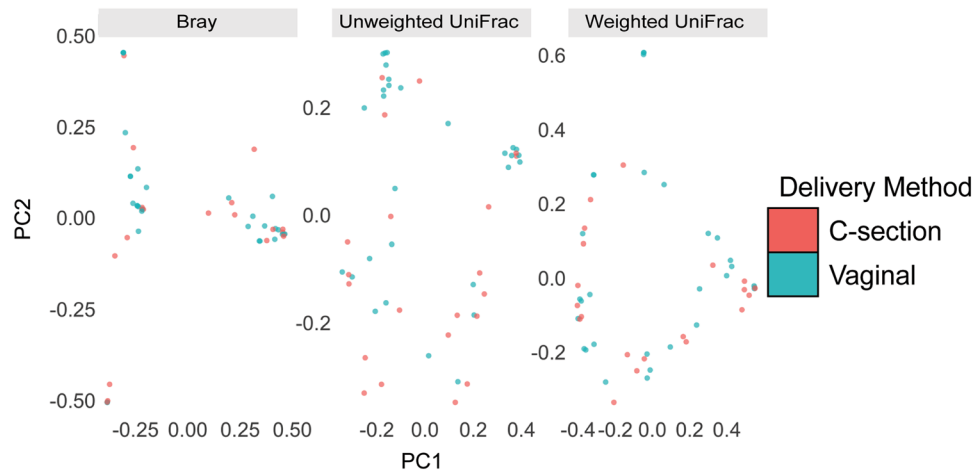 Bray
Unweighted UniFrac
Weighted UniFrac
0.50
0.25
0.00
-0.25
-0.50
0.2
0.0
-0.2
0.6
0.4
0.2
0.0
-0.2
PC2
-0.25 0.00 0.25 0.50
-0.2 0.0 0.2 0.4
-0.4 -0.2 0.0 0.2 0.4
PC1
Delivery Method
C-section
Vaginal